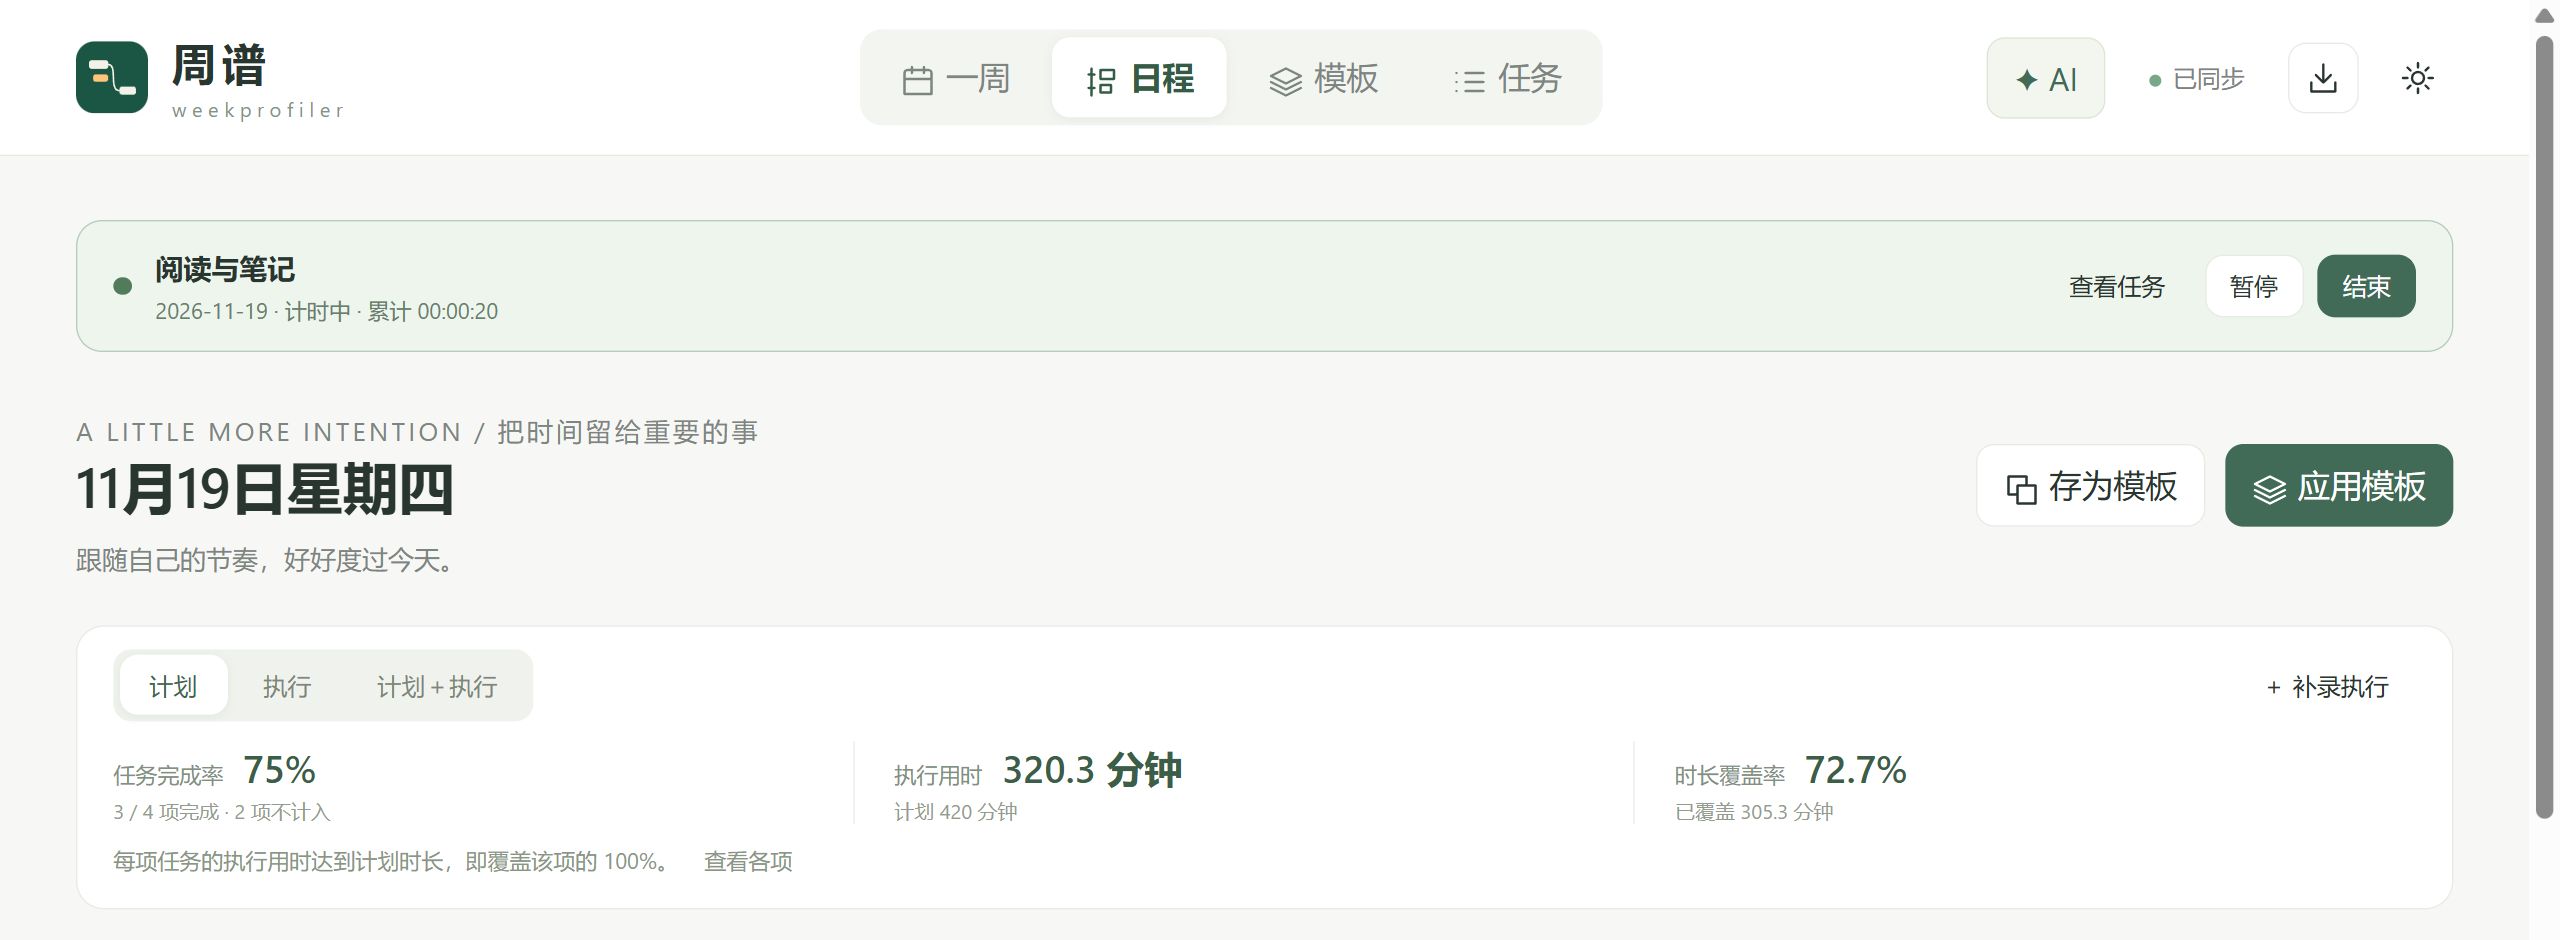 周谱
weekprofiler
一周
日程
模板
任务
AI
已同步
阅读与笔记
2026-11-19 · 计时中 · 累计 00:00:20
查看任务
暂停
结束
A LITTLE MORE INTENTION / 把时间留给重要的事
11月19日星期四
跟随自己的节奏，好好度过今天。
存为模板
应用模板
计划
执行
计划+执行
+ 补录执行
任务完成率 75%
3 / 4 项完成 · 2 项不计入
执行用时 320.3 分钟
计划 420 分钟
时长覆盖率 72.7%
已覆盖 305.3 分钟
每项任务的执行用时达到计划时长，即覆盖该项的 100%。 查看各项